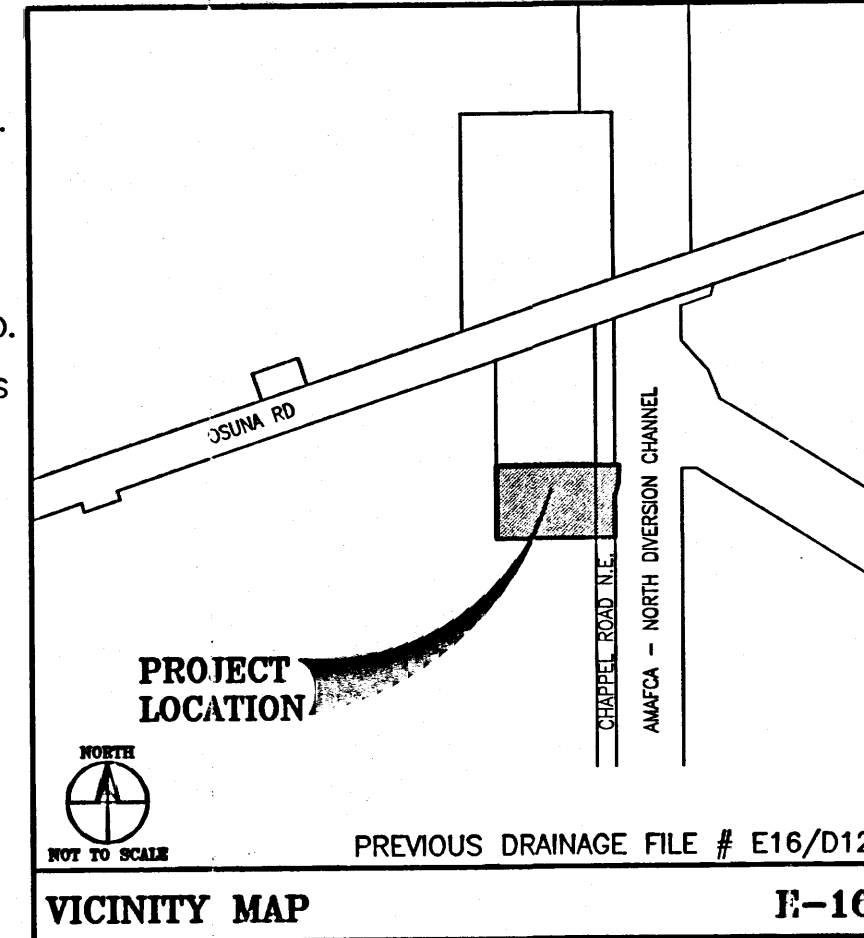 .
O.
S
OSUNA RD
CHAPPEL ROAD N.E.
AMAFCA - NORTH DIVERSION CHANNEL
PROJECT
LOCATION
NORTH
NOT TO SCALE
PREVIOUS DRAINAGE FILE # E16/D12
VICINITY MAP
E-16